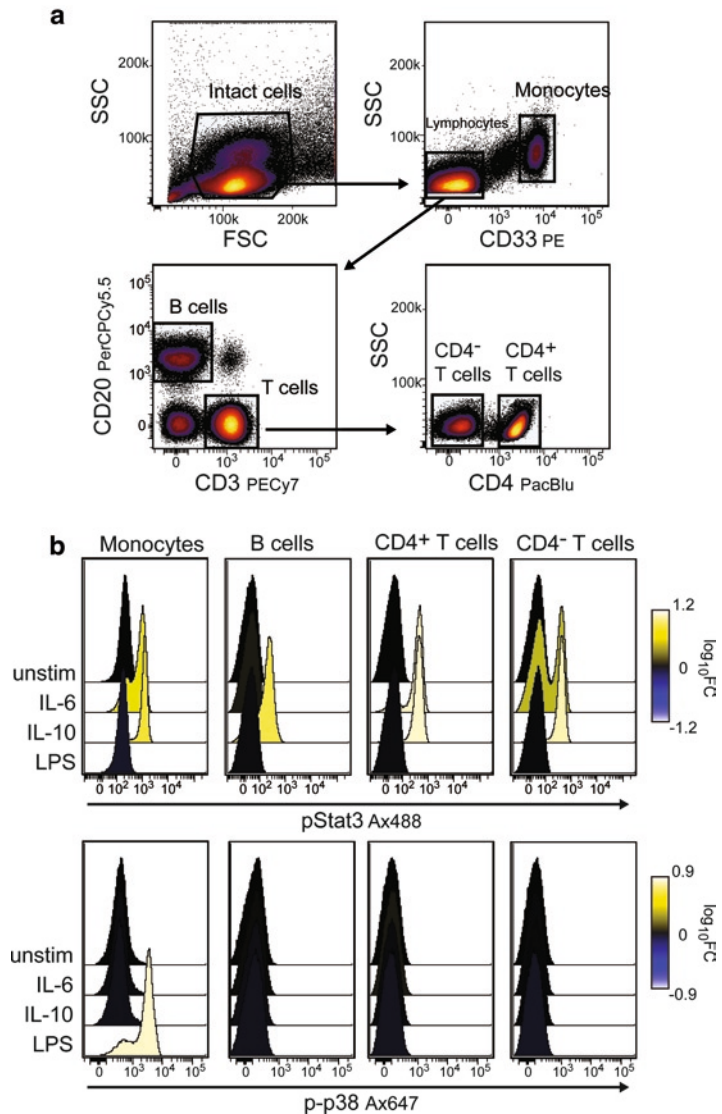 a
SSC
200k
100k
Intact cells
100k 200k
FSC
SSC
200k
100k
0
Lymphocytes
Monocytes
0 10³ 10⁴ 10⁵
CD33 PE
CD20 PerCPCy5.5
10⁵
10⁴
10³
0
B cells
T cells
0 10³ 10⁴ 10⁵
CD3 PECy7
SSC
200k
100K
0
CD4⁻ T cells
CD4⁺ T cells
0 10³ 10⁴ 10⁵
CD4 PacBlu
b
Monocytes B cells CD4+ T cells CD4⁻ T cells
unstim
IL-6
IL-10
LPS
0 10² 10³ 10⁴
0 10² 10³ 10⁴
0 10² 10³ 10⁴
0 10² 10³ 10⁴
pStat3 Ax488
1.2
0
-1.2
log₁₀FC
unstim
IL-6
IL-10
LPS
0 10³ 10⁴
0 10³ 10⁴
0 10³ 10⁴
0 10³ 10⁴
p-p38 Ax647
0.9
0
-0.9
log₁₀FC